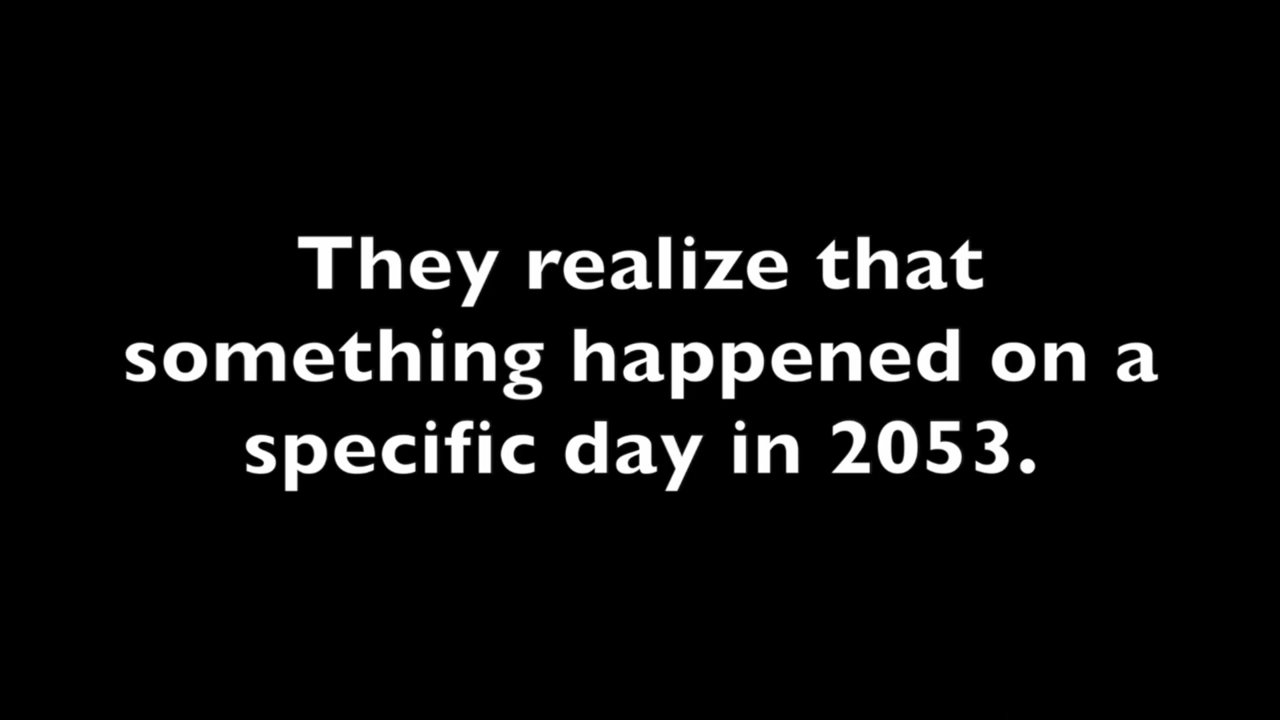 They realize that
something happened on a
specific day in 2053.